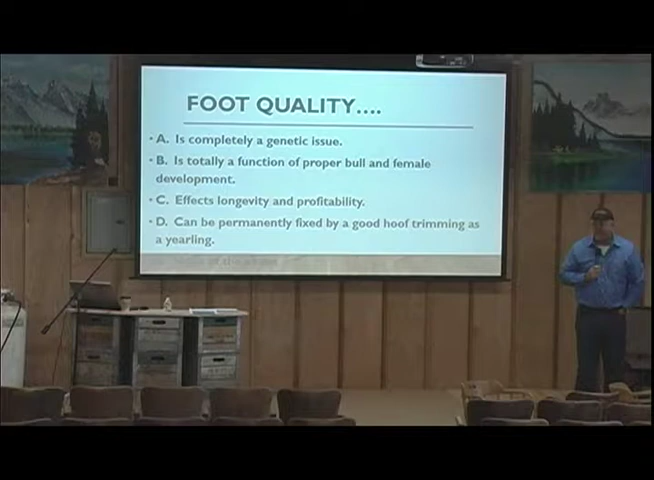 FOOT QUALITY....
• A. Is completely a genetic issue.
• B. Is totally a function of proper bull and female
development.
• C. Effects longevity and profitability.
• D. Can be permanently fixed by a good hoof trimming as
a yearling.